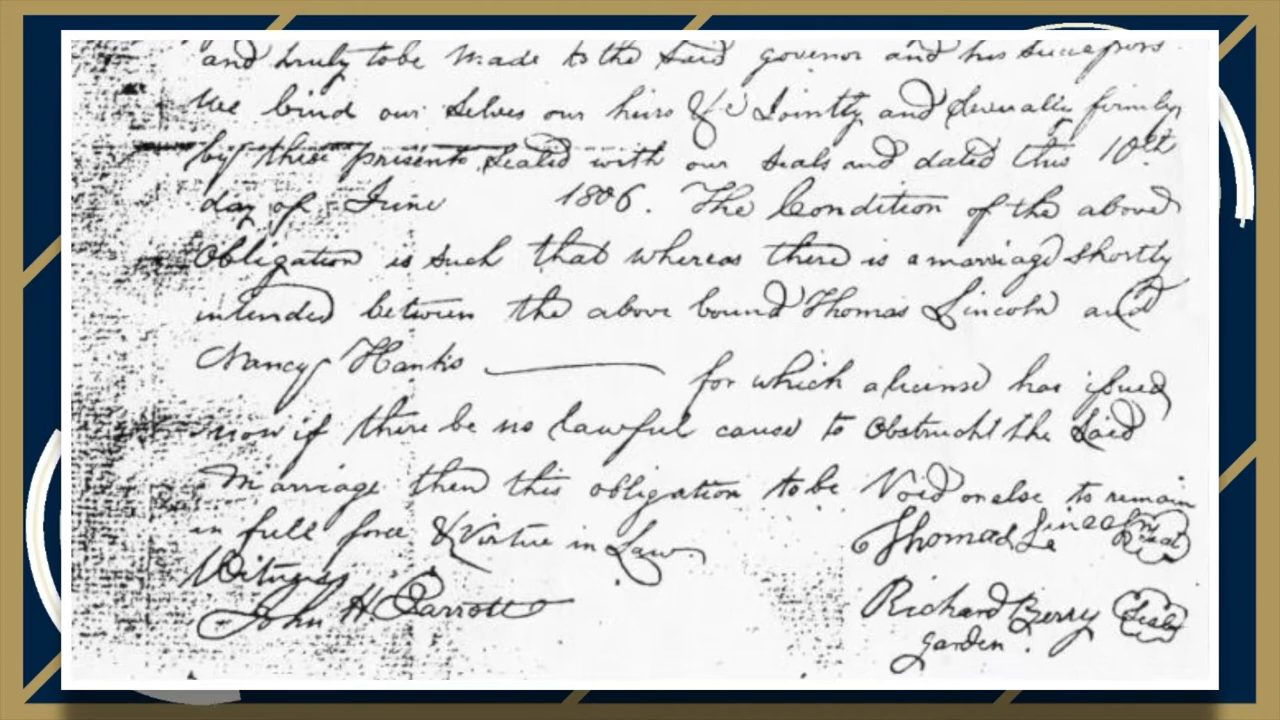 and truly to be made to the said governor and his successors
We bind our selves our heirs &c Jointly and Severally firmly
by these presents Sealed with our seals and dated this 10th
day of June 1806. The Condition of the above
Obligation is such that whereas there is a marriage shortly
intended between the above bound Thomas Lincoln and
Nancy Hanks ——— for which a license has issued
now if there be no lawful cause to Obstruct the said
marriage then this obligation to be Void or else to remain
in full force & Virtue in Law
Thomas Lincoln Seal
Witness
John H Parrott
Richard Berry Seal
garden.